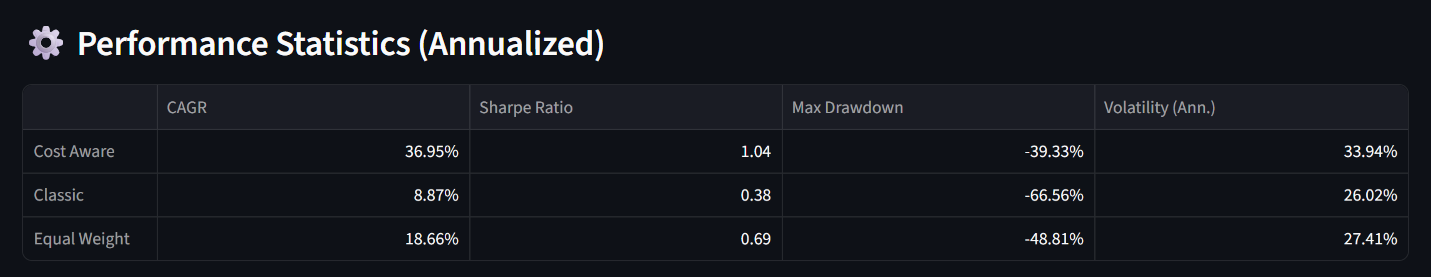 Performance Statistics (Annualized)
CAGR Sharpe Ratio Max Drawdown Volatility (Ann.)
Cost Aware 36.95% 1.04 -39.33% 33.94%
Classic 8.87% 0.38 -66.56% 26.02%
Equal Weight 18.66% 0.69 -48.81% 27.41%